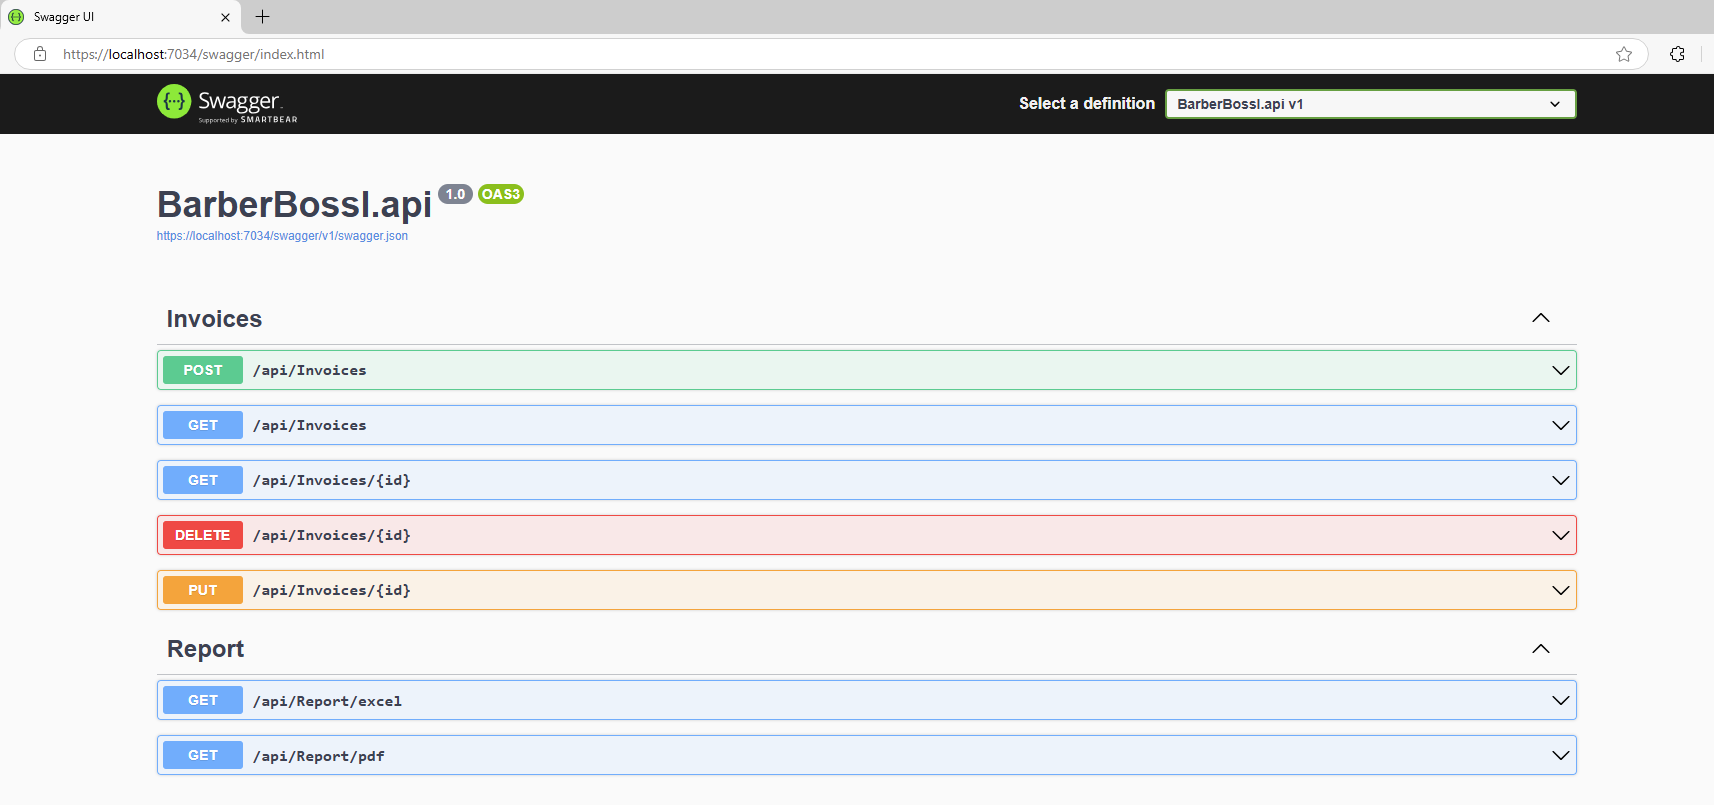 Swagger UI
https://localhost:7034/swagger/index.html
Swagger
Supported by SMARTBEAR
Select a definition
BarberBossI.api v1
BarberBossI.api 1.0 OAS3
https://localhost:7034/swagger/v1/swagger.json
Invoices
POST /api/Invoices
GET /api/Invoices
GET /api/Invoices/{id}
DELETE /api/Invoices/{id}
PUT /api/Invoices/{id}
Report
GET /api/Report/excel
GET /api/Report/pdf